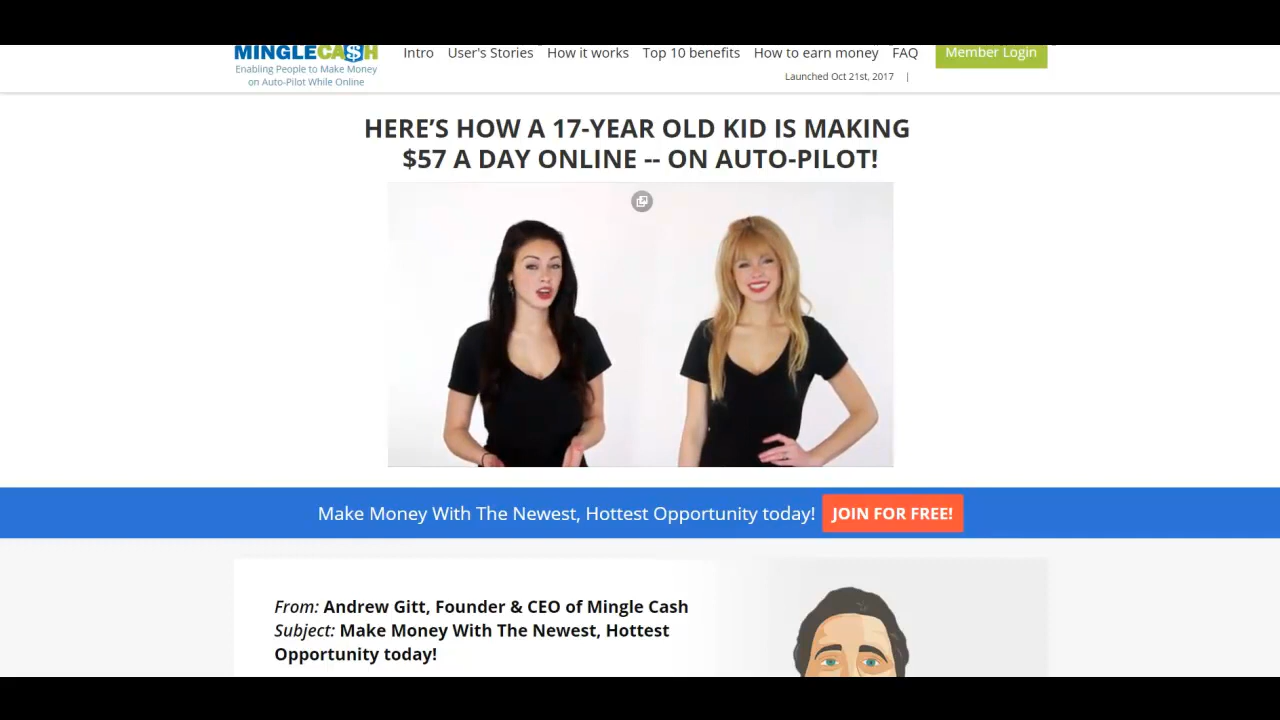 MINGLECA$H
Enabling People to Make Money
on Auto-Pilot While Online
Intro User's Stories How it works Top 10 benefits How to earn money FAQ Member Login
Launched Oct 21st, 2017 |
HERE'S HOW A 17-YEAR OLD KID IS MAKING
$57 A DAY ONLINE -- ON AUTO-PILOT!
Make Money With The Newest, Hottest Opportunity today! JOIN FOR FREE!
From: Andrew Gitt, Founder & CEO of Mingle Cash
Subject: Make Money With The Newest, Hottest
Opportunity today!